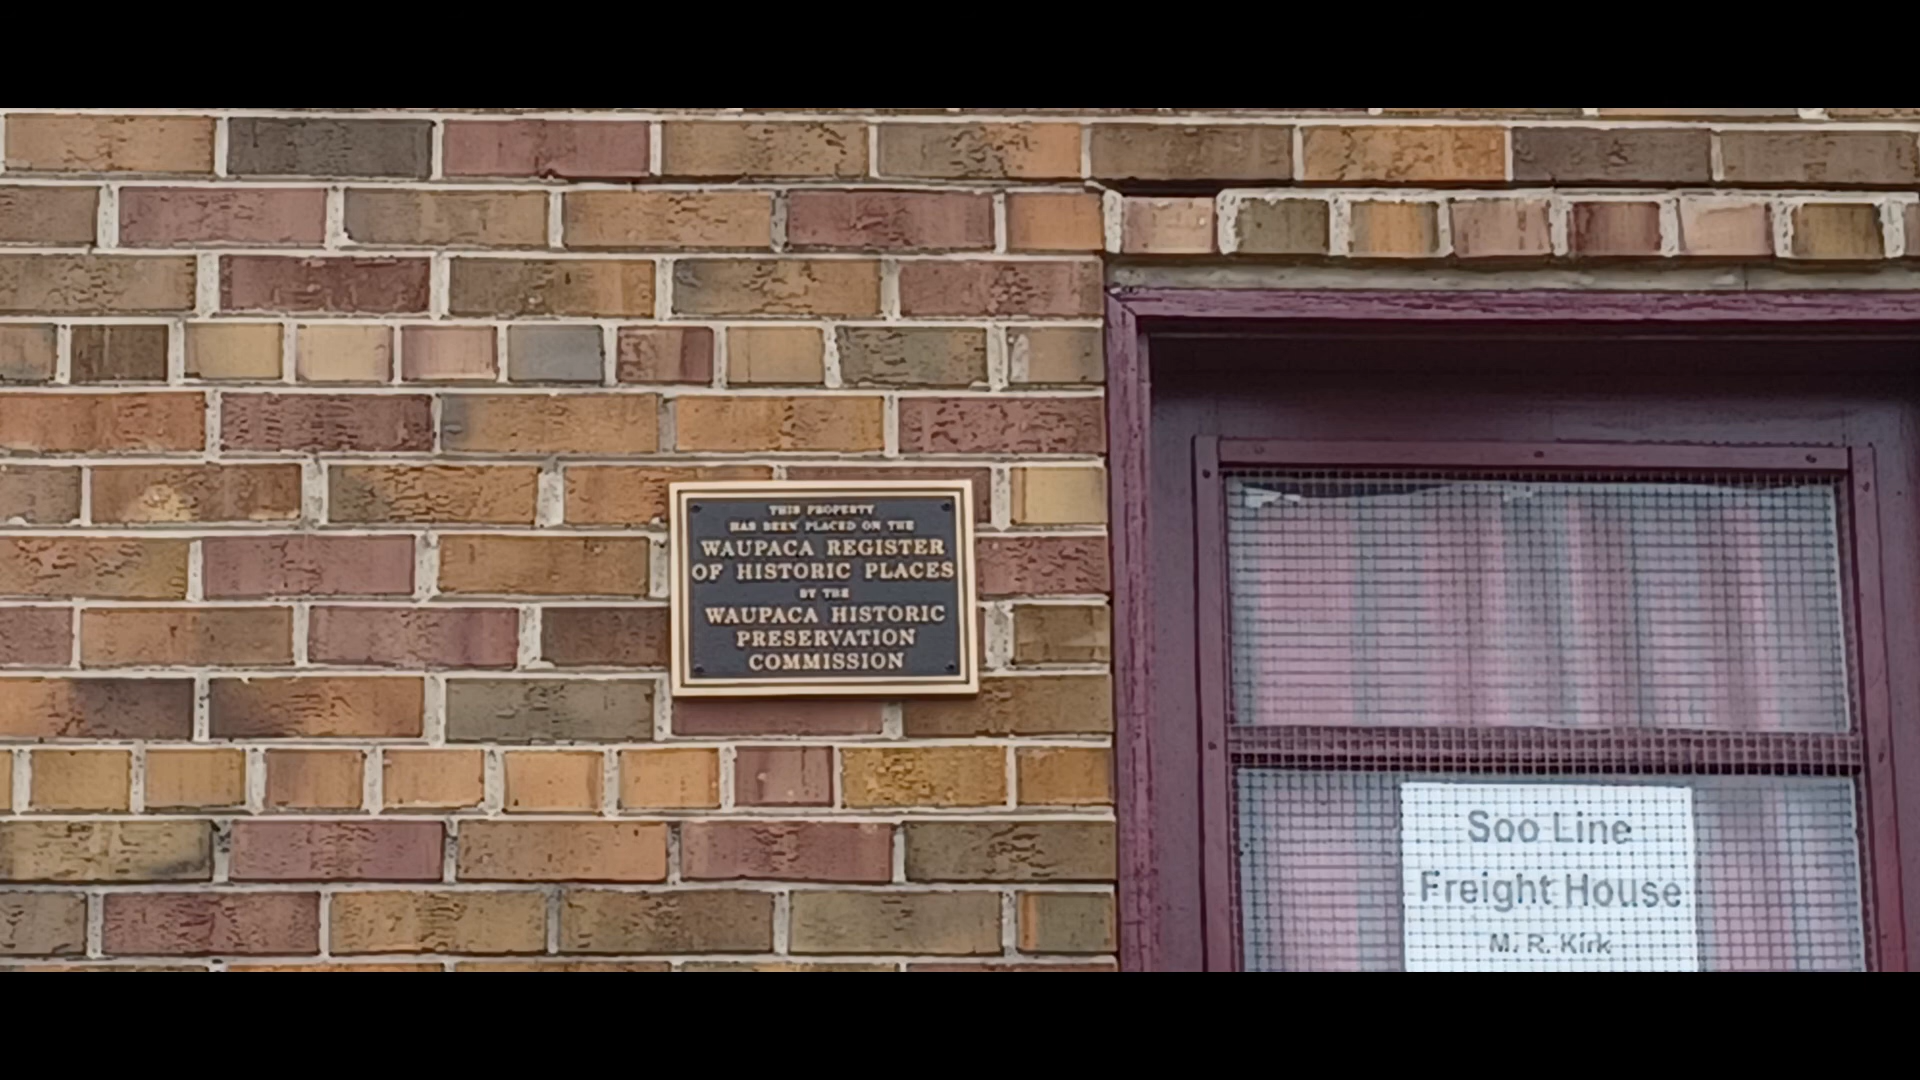 THIS PROPERTY
HAS BEEN PLACED ON THE
WAUPACA REGISTER
OF HISTORIC PLACES
BY THE
WAUPACA HISTORIC
PRESERVATION
COMMISSION
Soo Line
Freight House
M. R. Kirk